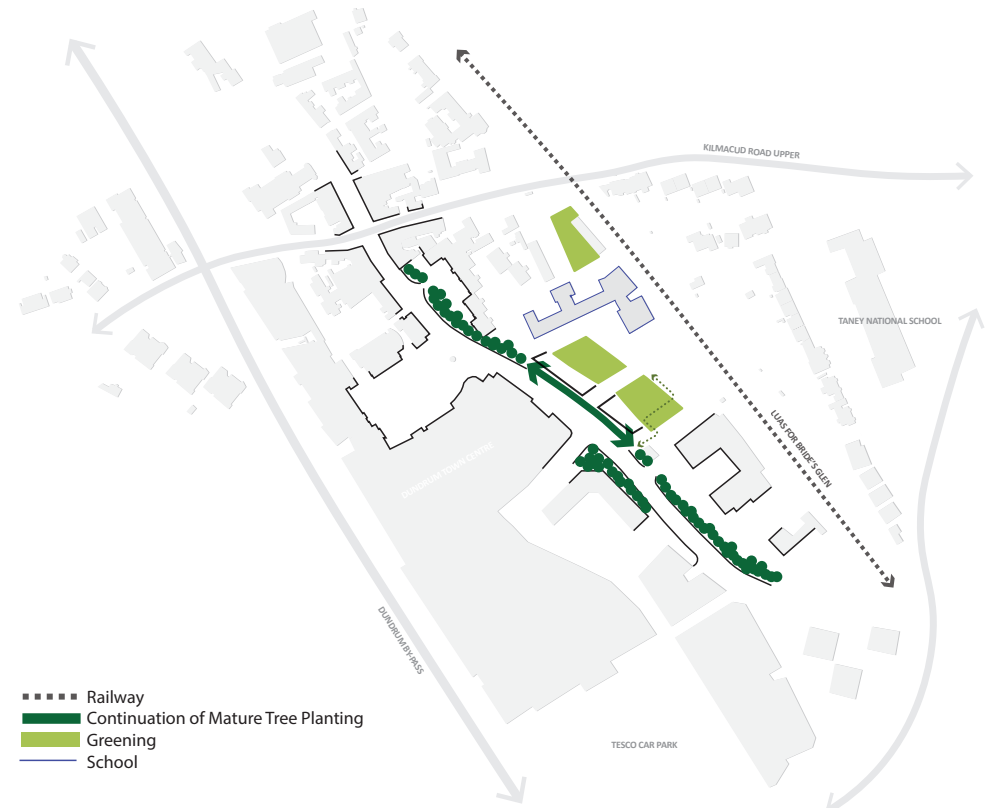 KILMACUD ROAD UPPER
TANEY NATIONAL SCHOOL
LUAS FOR BRIDE'S GLEN
DUNDRUM TOWN CENTRE
DUNDRUM BY-PASS
Railway
Continuation of Mature Tree Planting
Greening
School
TESCO CAR PARK